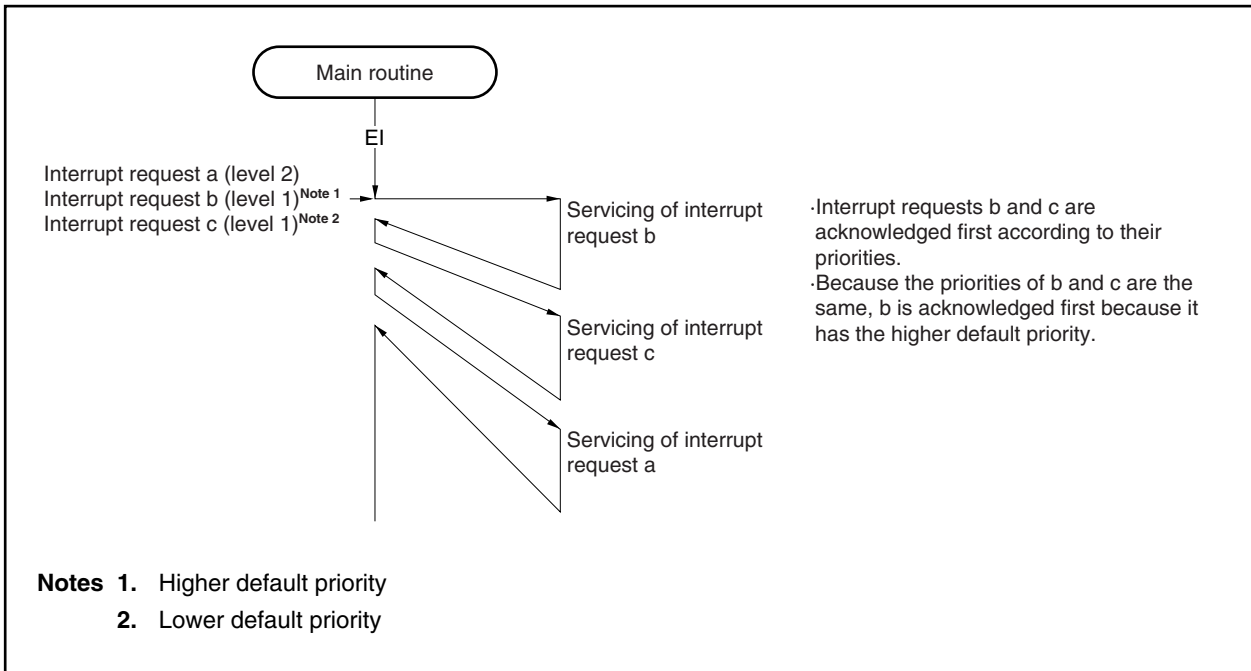 Main routine
EI
Interrupt request a (level 2)
Interrupt request b (level 1)Note 1
Interrupt request c (level 1)Note 2
Servicing of interrupt
request b
·Interrupt requests b and c are
acknowledged first according to their
priorities.
·Because the priorities of b and c are the
same, b is acknowledged first because it
has the higher default priority.
Servicing of interrupt
request c
Servicing of interrupt
request a
Notes 1. Higher default priority
2. Lower default priority